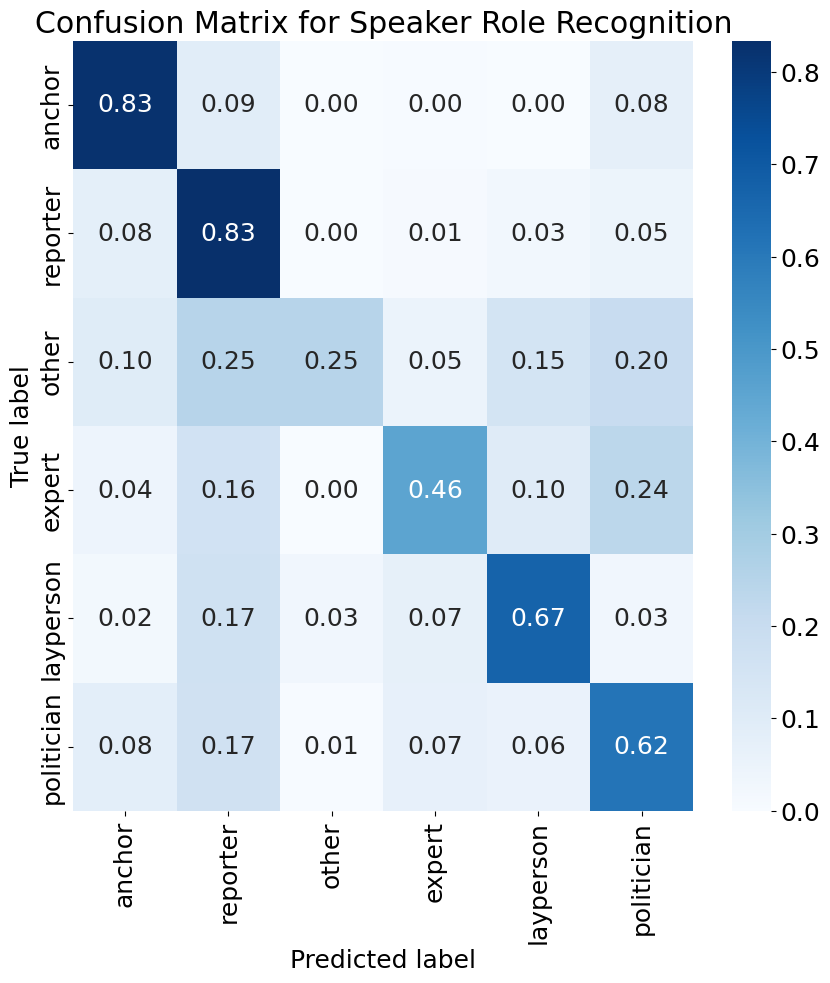 Confusion Matrix for Speaker Role Recognition
True label
anchor 0.83 0.09 0.00 0.00 0.00 0.08
reporter 0.08 0.83 0.00 0.01 0.03 0.05
other 0.10 0.25 0.25 0.05 0.15 0.20
expert 0.04 0.16 0.00 0.46 0.10 0.24
layperson 0.02 0.17 0.03 0.07 0.67 0.03
politician 0.08 0.17 0.01 0.07 0.06 0.62
anchor reporter other expert layperson politician
Predicted label
0.8
0.7
0.6
0.5
0.4
0.3
0.2
0.1
0.0